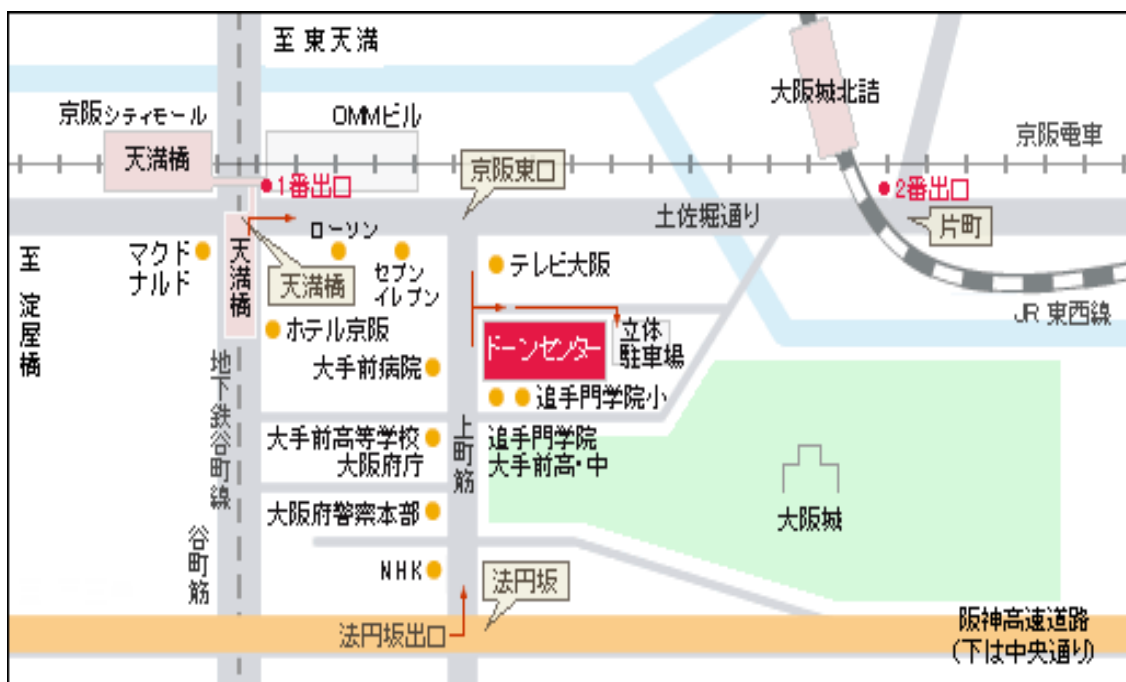 至 東天満
京阪シティモール
天満橋
OMMビル
1番出口
京阪東口
大阪城北詰
京阪電車
2番出口
土佐堀通り
片町
至 淀屋橋
マクド
ナルド
天満橋
ローソン
天満橋
セブン
イレブン
テレビ大阪
JR 東西線
ホテル京阪
ドーンセンター
立体
駐車場
大手前病院
追手門学院小
地下鉄谷町線
上町筋
大手前高等学校
大阪府庁
追手門学院
大手前高・中
大阪城
大阪府警察本部
谷町筋
NHK
法円坂
法円坂出口
阪神高速道路
(下は中央通り)